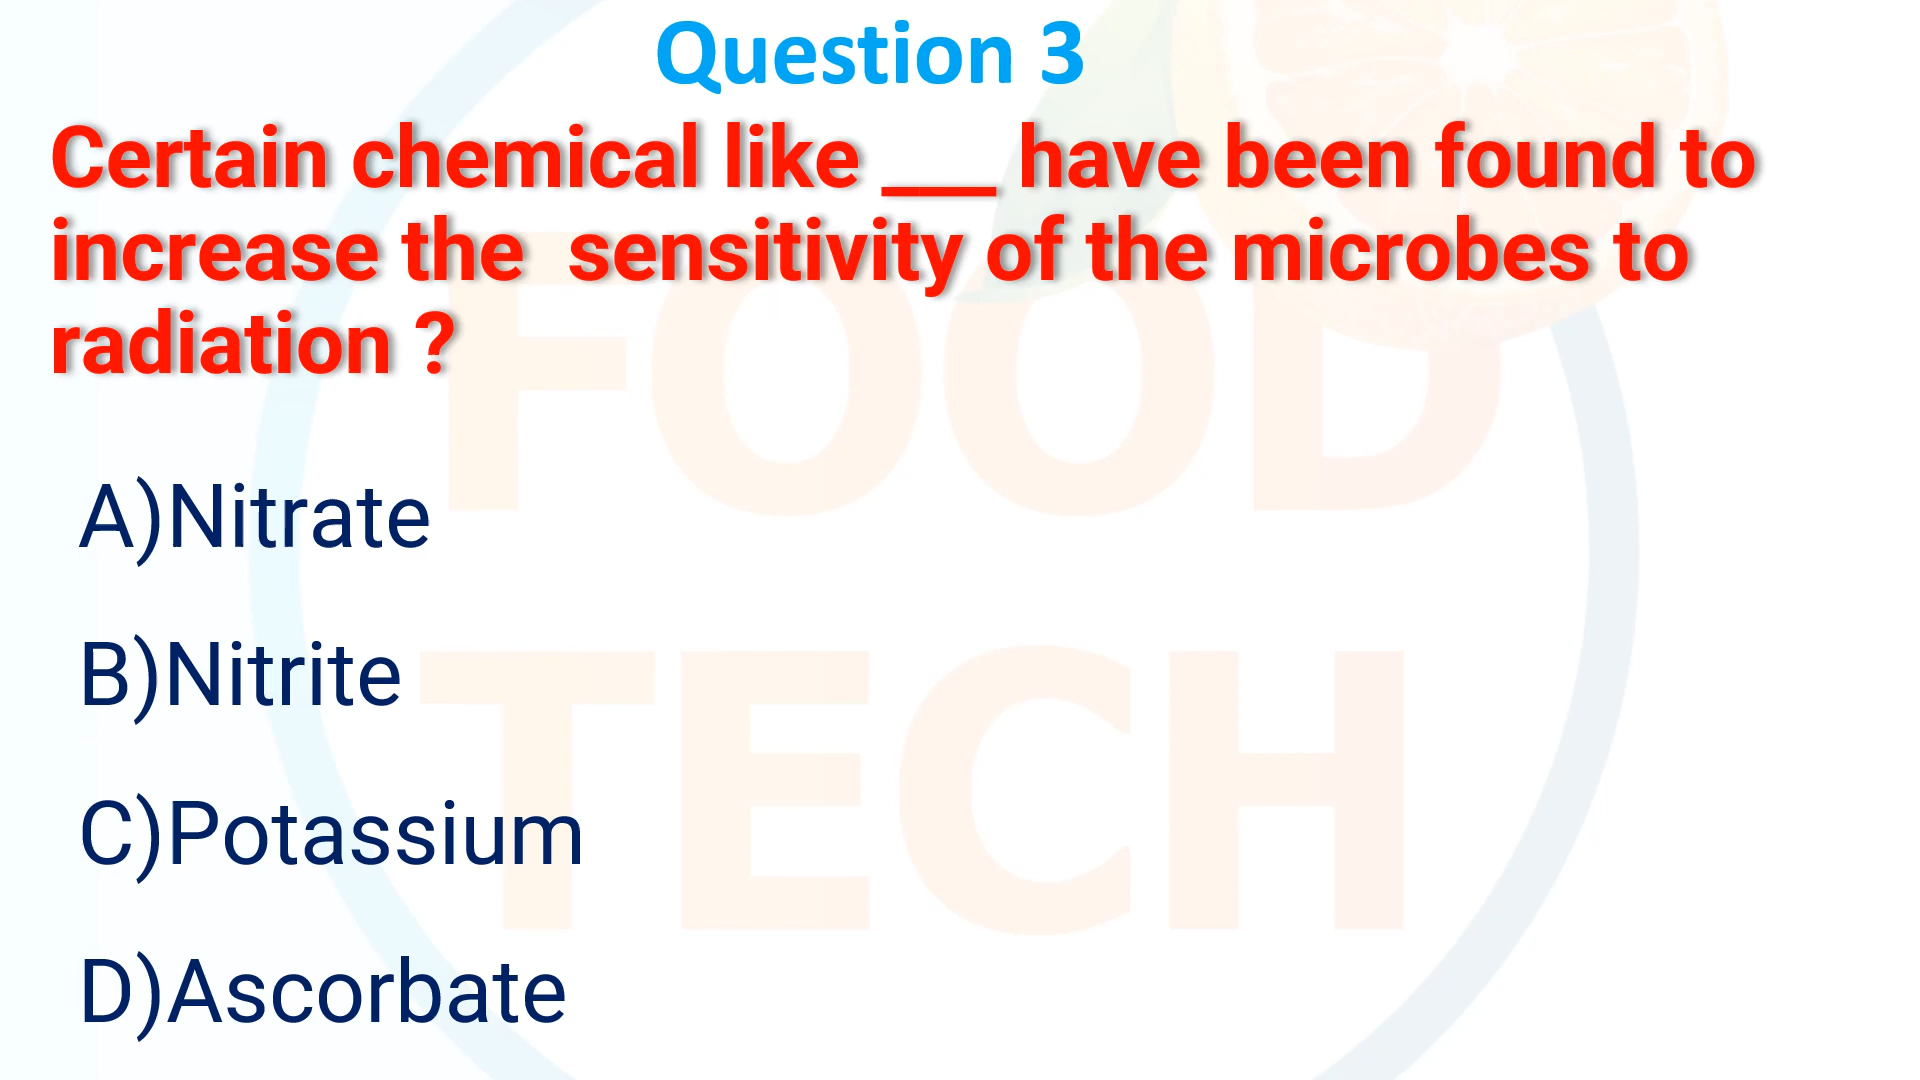 Question 3
Certain chemical like ___ have been found to
increase the  sensitivity of the microbes to
radiation ?
A)Nitrate
B)Nitrite
C)Potassium
D)Ascorbate
FOOD
TECH